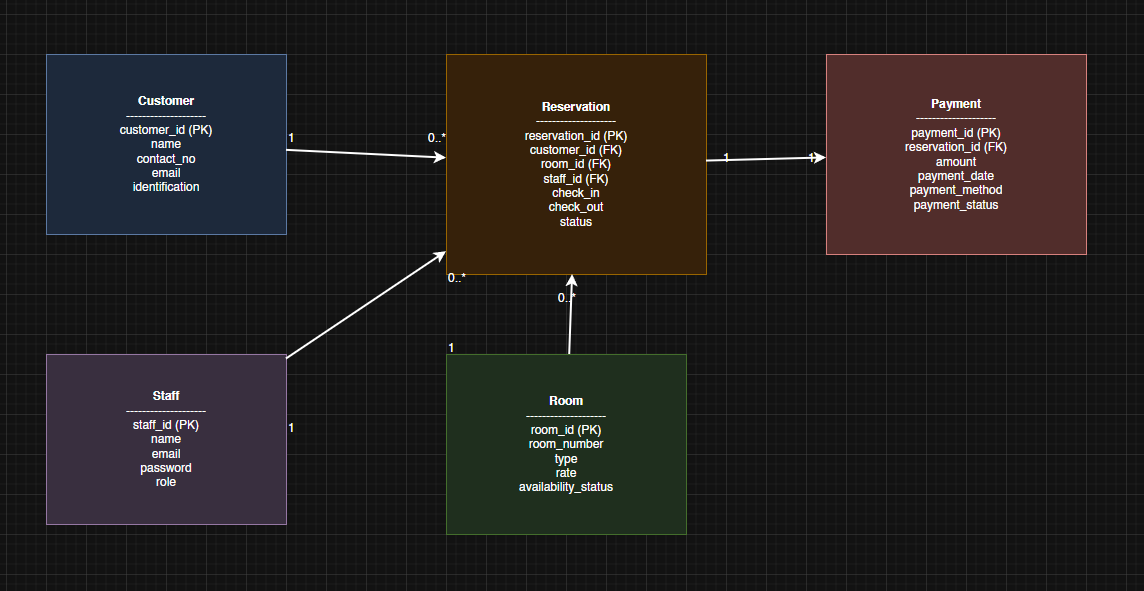 Customer
--------------------
customer_id (PK)
name
contact_no
email
identification
1
0..*
Reservation
--------------------
reservation_id (PK)
customer_id (FK)
room_id (FK)
staff_id (FK)
check_in
check_out
status
1
1
Payment
--------------------
payment_id (PK)
reservation_id (FK)
amount
payment_date
payment_method
payment_status
0..*
0..*
1
Staff
--------------------
staff_id (PK)
name
email
password
role
1
Room
--------------------
room_id (PK)
room_number
type
rate
availability_status